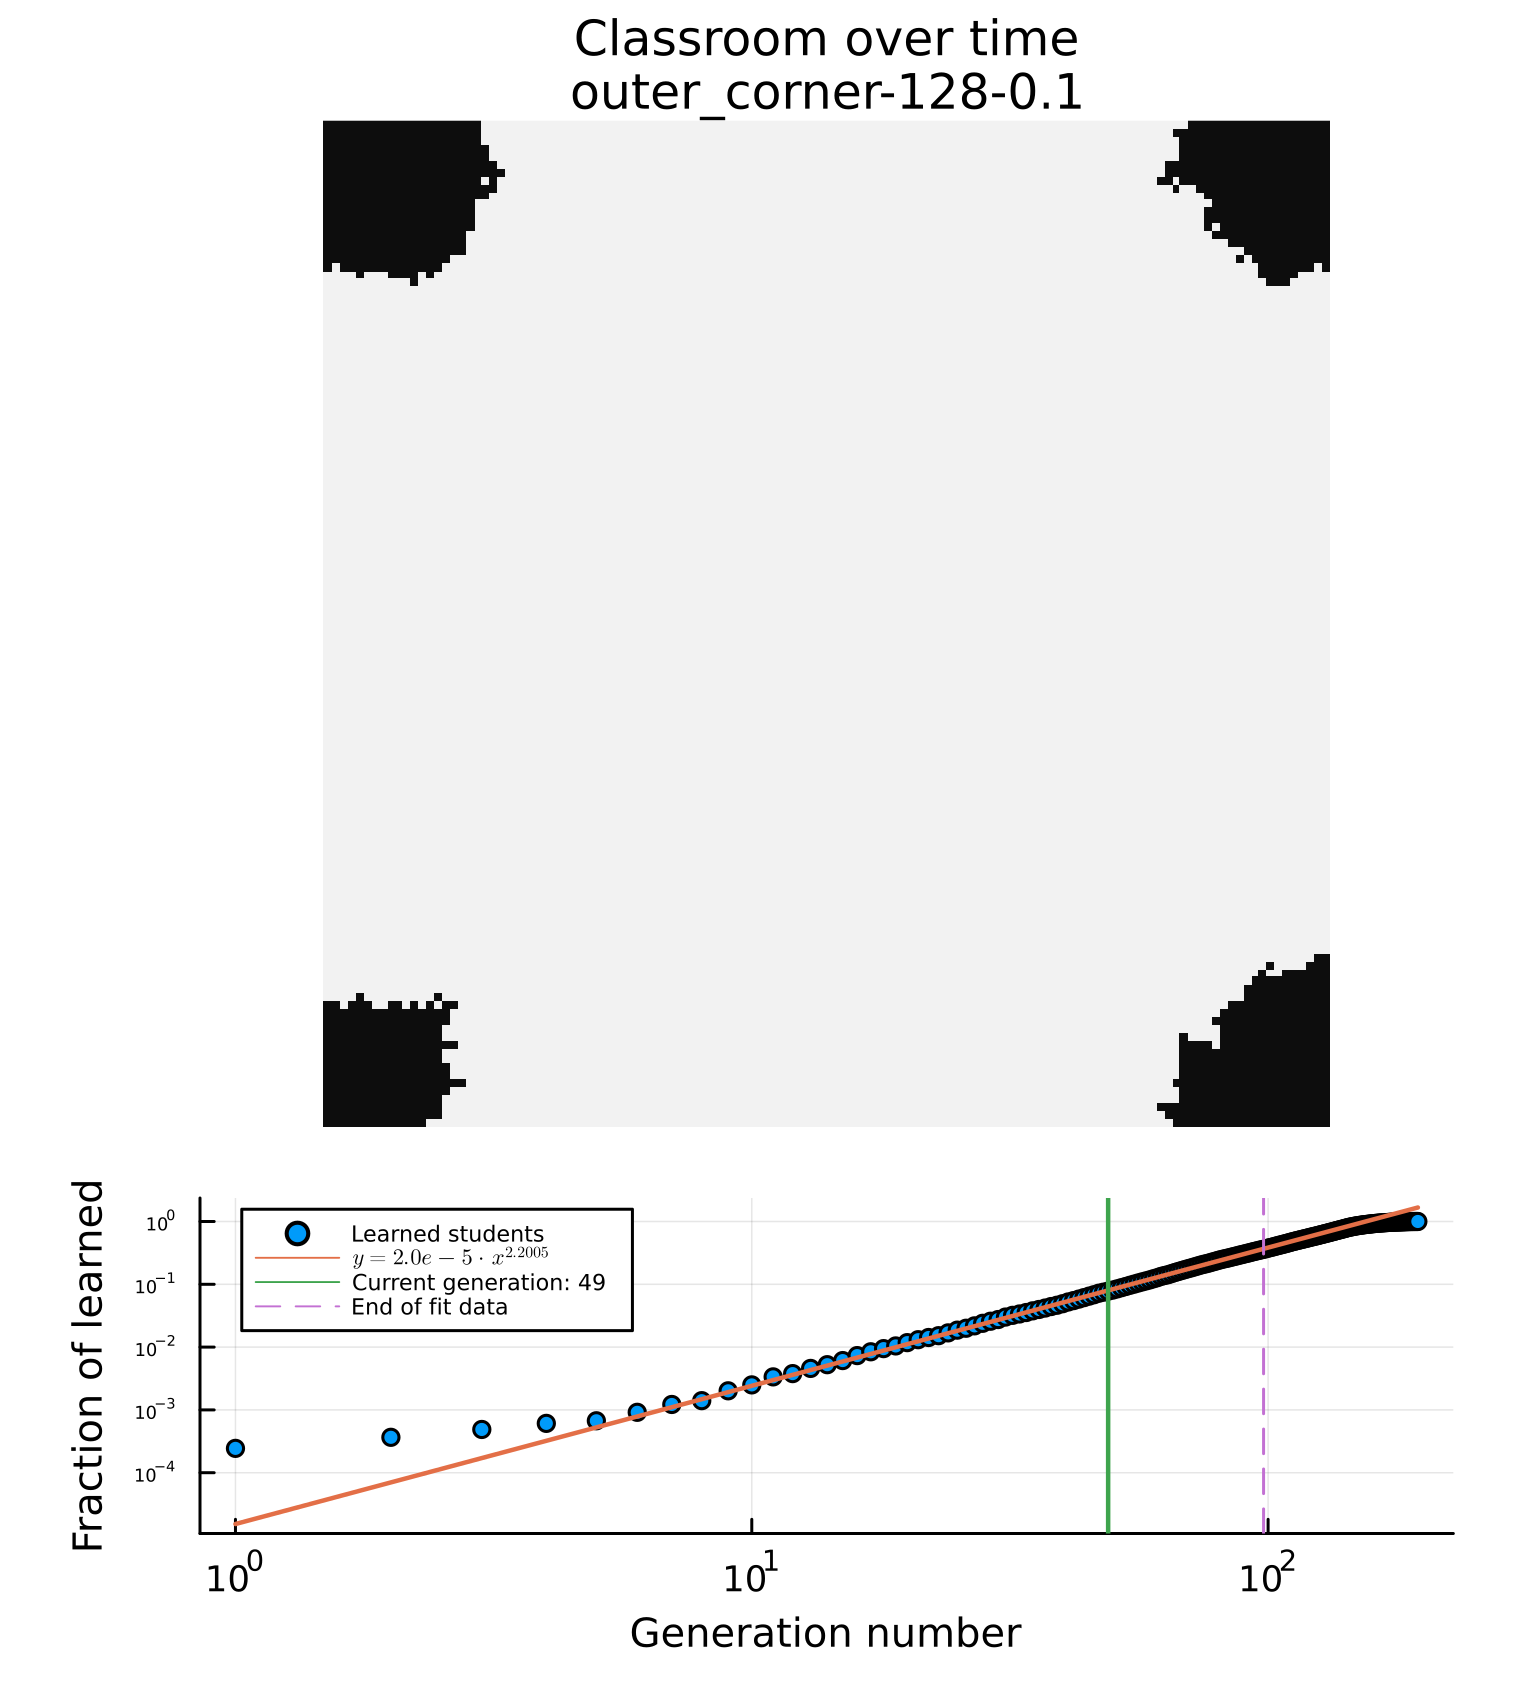 Classroom over time
outer_corner-128-0.1
Fraction of learned
10^0
10^-1
10^-2
10^-3
10^-4
Learned students
y = 2.0e − 5 · x^2.2005
Current generation: 49
End of fit data
10^0 10^1 10^2
Generation number